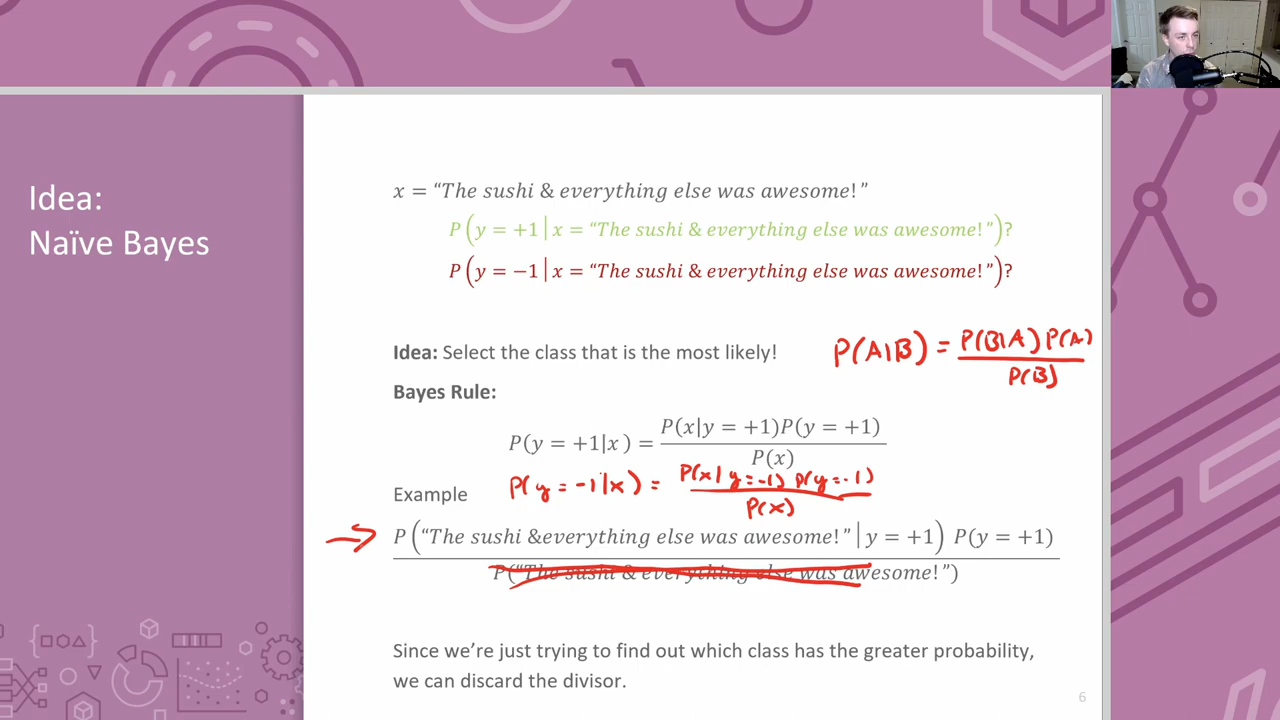 Idea:
Naïve Bayes
x = “The sushi & everything else was awesome!”
P(y = +1|x = “The sushi & everything else was awesome!”)?
P(y = −1|x = “The sushi & everything else was awesome!”)?
Idea: Select the class that is the most likely!
P(A|B) = P(B|A) P(A) / P(B)
Bayes Rule:
P(y = +1|x) = P(x|y = +1)P(y = +1) / P(x)
P(y = -1|x) = P(x|y = -1) P(y = -1) / P(x)
Example
P(“The sushi &everything else was awesome!”|y = +1) P(y = +1)
P(“The sushi & everything else was awesome!”)
Since we’re just trying to find out which class has the greater probability,
we can discard the divisor.
6